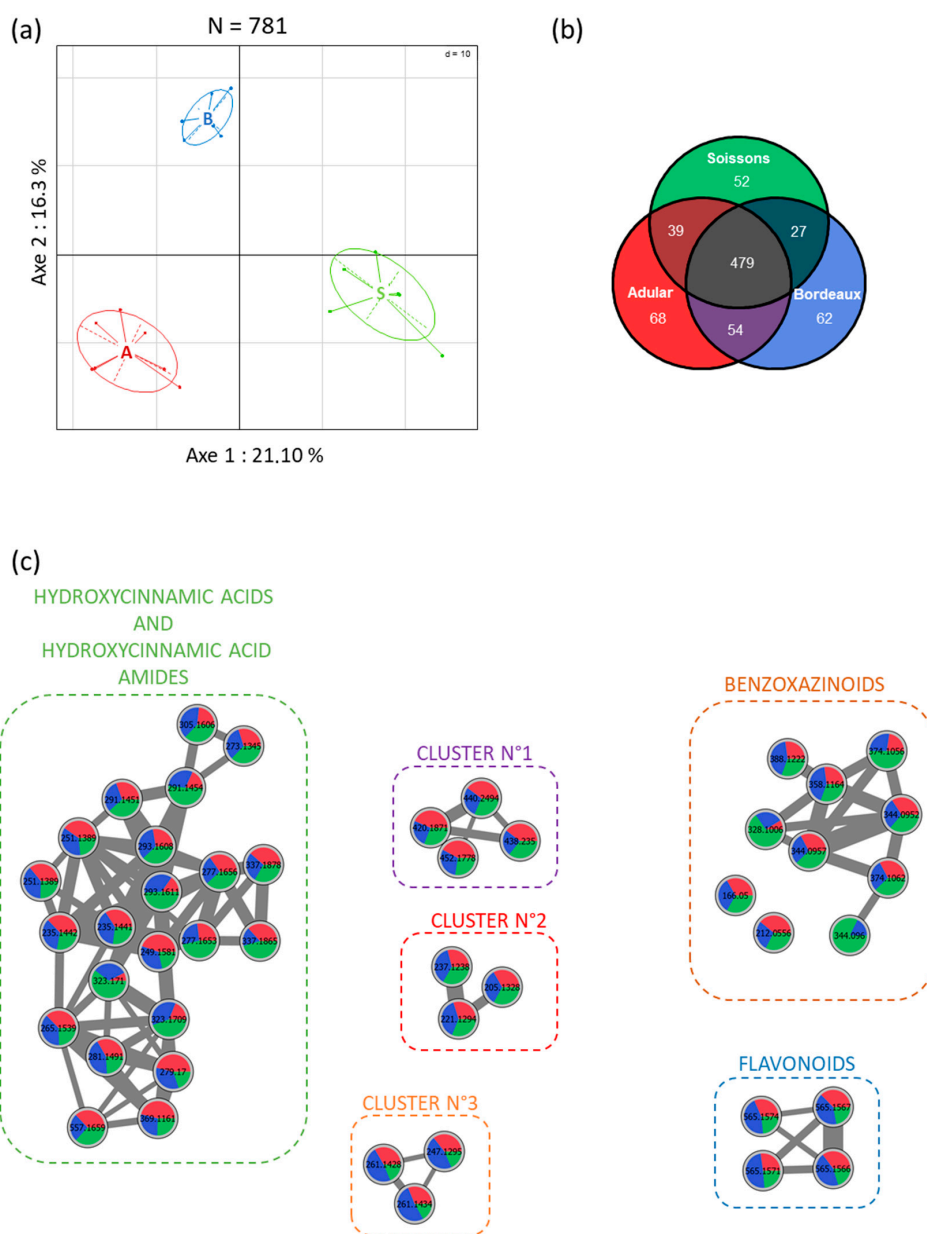 (a)
N = 781
d = 10
B
S
A
Axe 2 : 16.3 %
Axe 1 : 21.10 %
(b)
Soissons
52
39
27
479
Adular
68
Bordeaux
62
54
(c)
HYDROXYCINNAMIC ACIDS
AND
HYDROXYCINNAMIC ACID
AMIDES
305.1606
273.1345
291.1454
291.1451
251.1389
293.1608
277.1656
337.1878
251.1389
293.1611
235.1442
235.1441
277.1653
337.1865
249.1581
323.171
265.1539
323.1709
281.1491
279.17
557.1659
369.1161
CLUSTER N°1
440.2494
420.1871
438.235
452.1778
CLUSTER N°2
237.1238
205.1328
221.1294
CLUSTER N°3
261.1428
247.1295
261.1434
BENZOXAZINOIDS
388.1222
374.1056
358.1164
328.1006
344.0952
344.0957
374.1062
166.05
212.0556
344.096
FLAVONOIDS
565.1574
565.1567
565.1571
565.1566